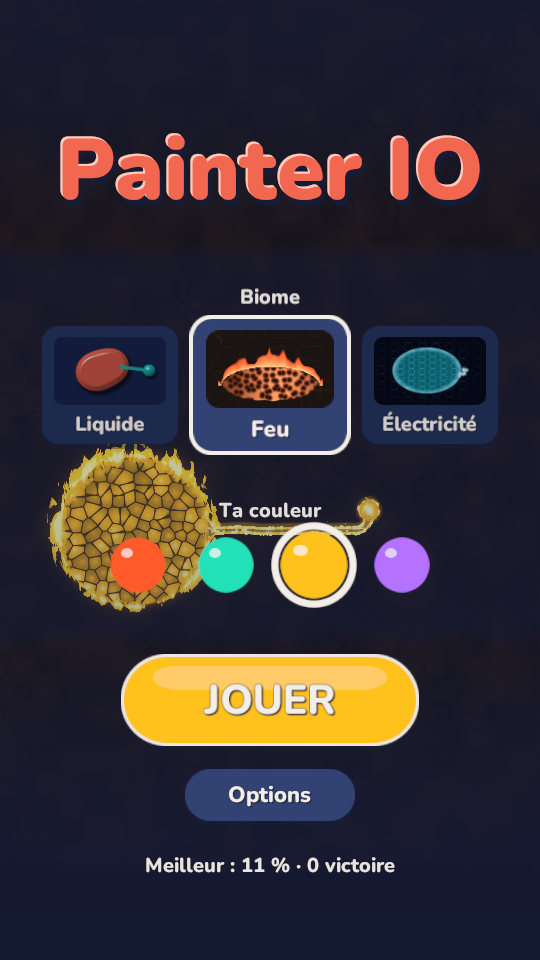 Painter IO
Biome
Liquide
Feu
Électricité
Ta couleur
JOUER
Options
Meilleur : 11 % · 0 victoire